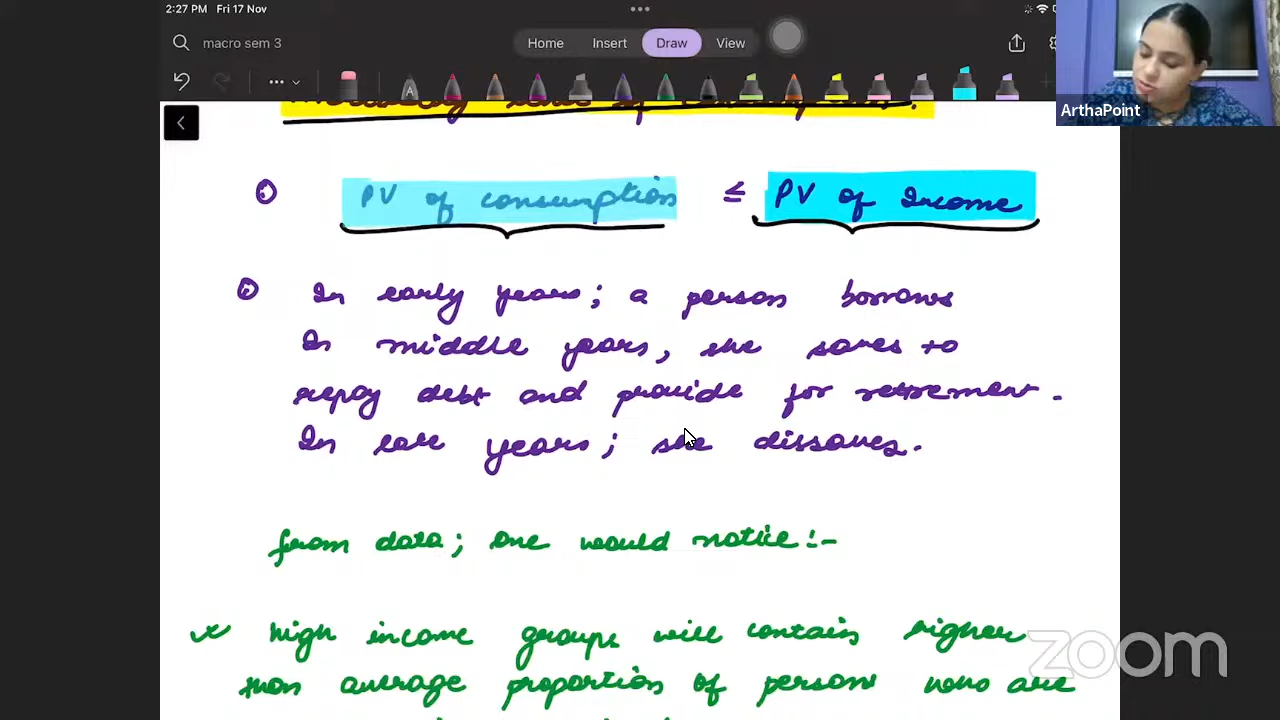 2:27 PM Fri 17 Nov
macro sem 3
Home Insert Draw View
A
ArthaPoint
of
PV of consumption ≤ PV of Income
In early years; a person borrows
In middle years, she saves to
repay debt and provide for retirement.
In late years; she dissaves.
from data; one would notice:-
High income groups will contain higher
than average proportion of persons who are
zoom